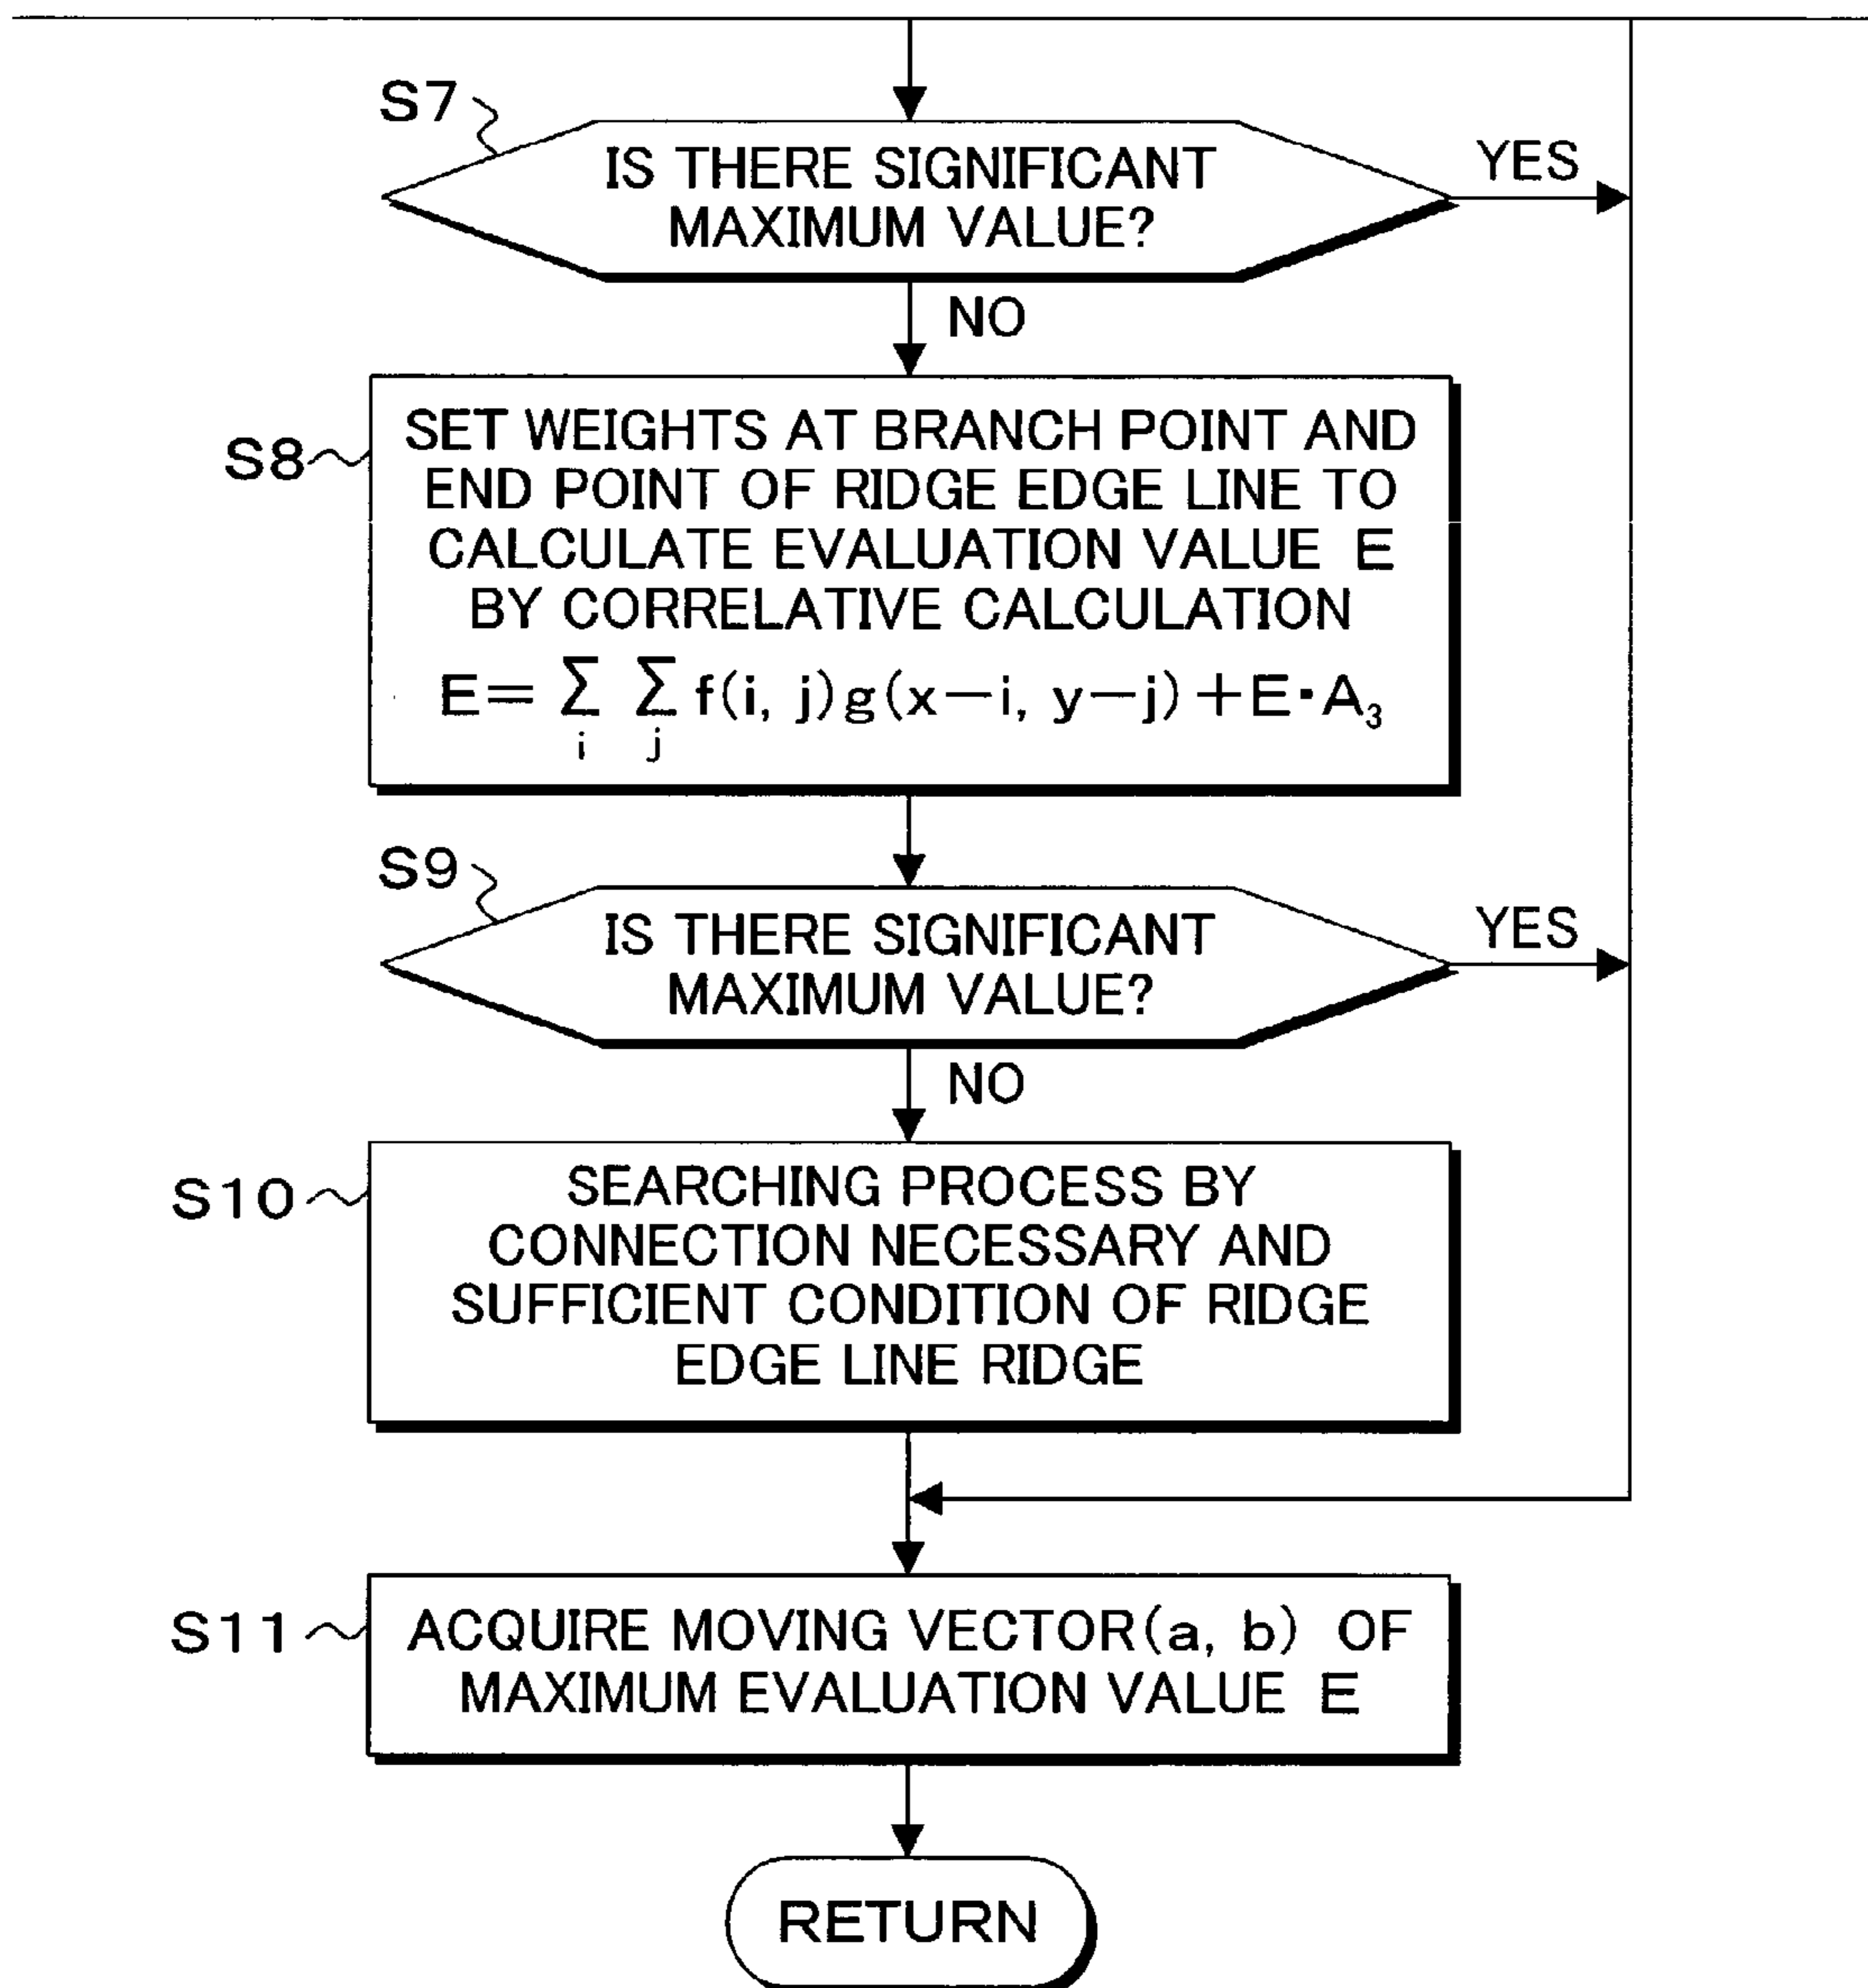 S7
IS THERE SIGNIFICANT
MAXIMUM VALUE?
YES
NO
S8
SET WEIGHTS AT BRANCH POINT AND
END POINT OF RIDGE EDGE LINE TO
CALCULATE EVALUATION VALUE E
BY CORRELATIVE CALCULATION
E=∑i ∑j f(i, j)g(x−i, y−j)+E·A₃
S9
IS THERE SIGNIFICANT
MAXIMUM VALUE?
YES
NO
S10
SEARCHING PROCESS BY
CONNECTION NECESSARY AND
SUFFICIENT CONDITION OF RIDGE
EDGE LINE RIDGE
S11
ACQUIRE MOVING VECTOR(a, b) OF
MAXIMUM EVALUATION VALUE E
RETURN